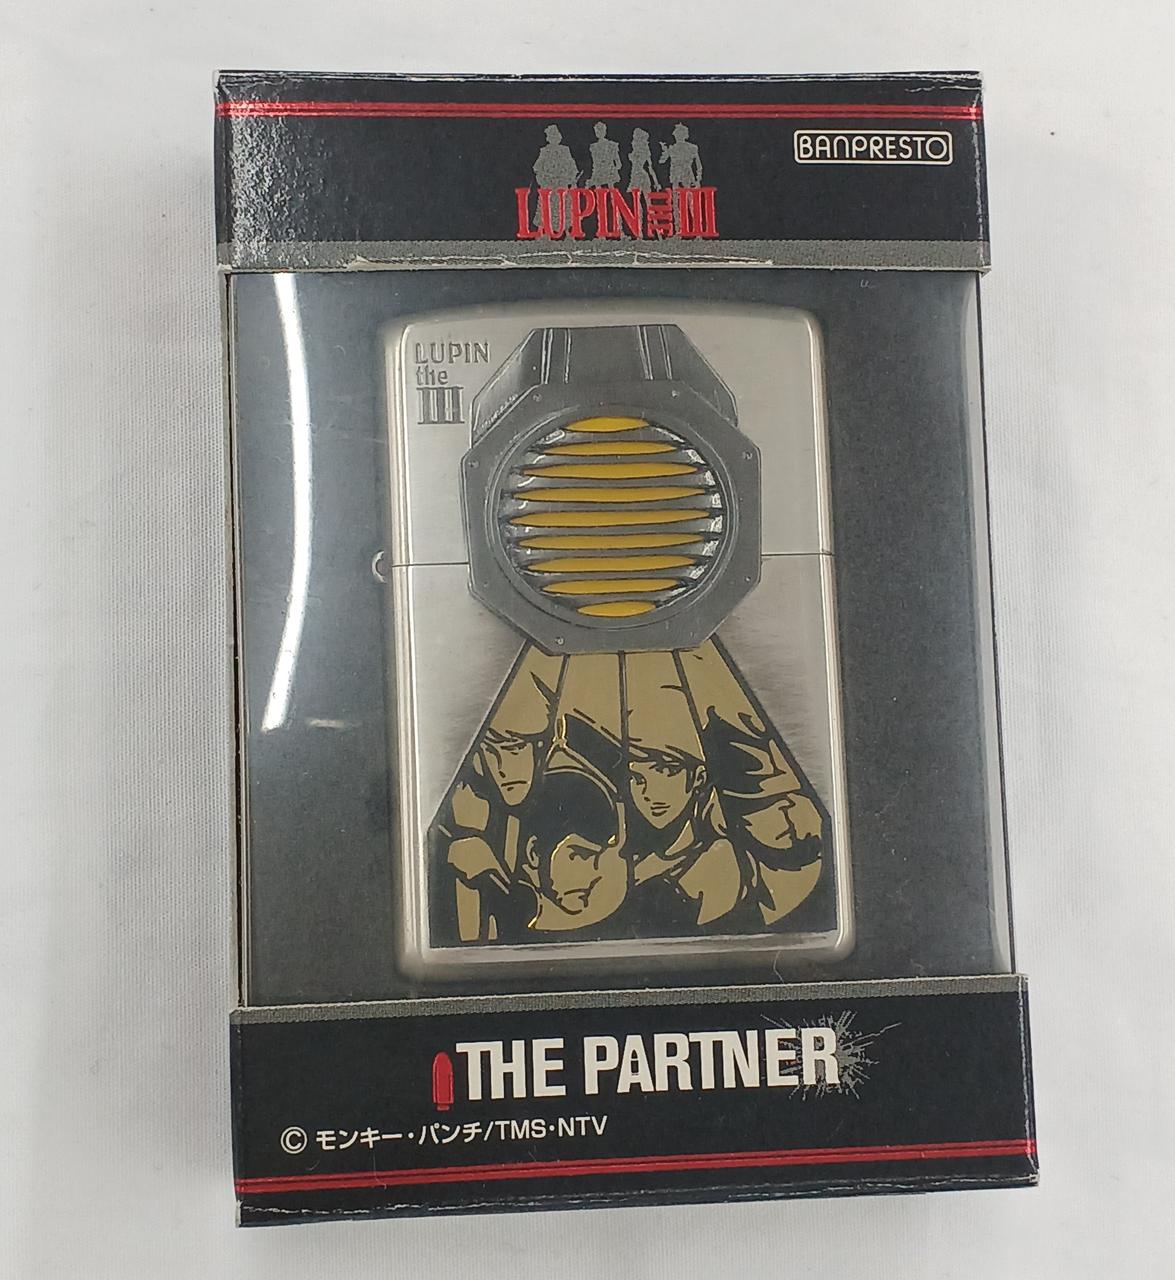 BANPRESTO
LUPIN THE III
LUPIN
the
III
THE PARTNER
© モンキー・パンチ/TMS・NTV